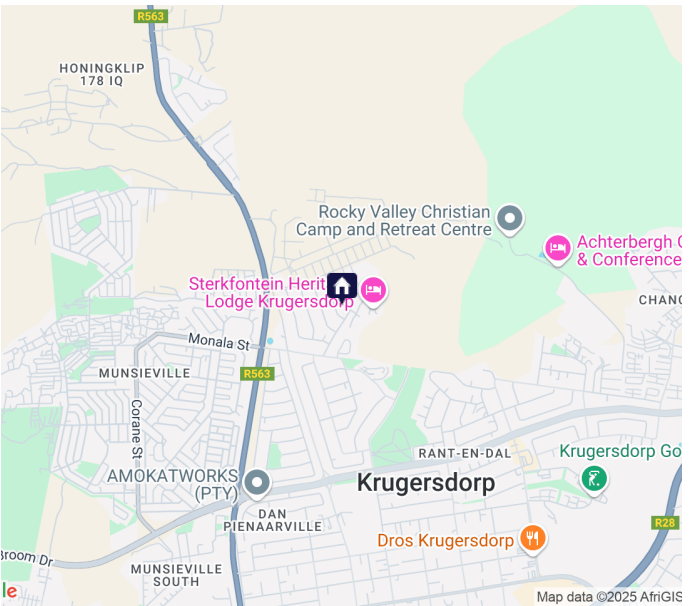 R563
HONINGKLIP
178 IQ
Rocky Valley Christian
Camp and Retreat Centre
Achterbergh C
& Conference
Sterkfontein Herit
Lodge Krugersdorp
CHANC
Monala St
R563
MUNSIEVILLE
Corane St
RANT-EN-DAL
Krugersdorp Go
AMOKATWORKS
(PTY)
Krugersdorp
DAN
PIENAARVILLE
R28
Dros Krugersdorp
Broom Dr
MUNSIEVILLE
SOUTH
le
Map data ©2025 AfriGIS